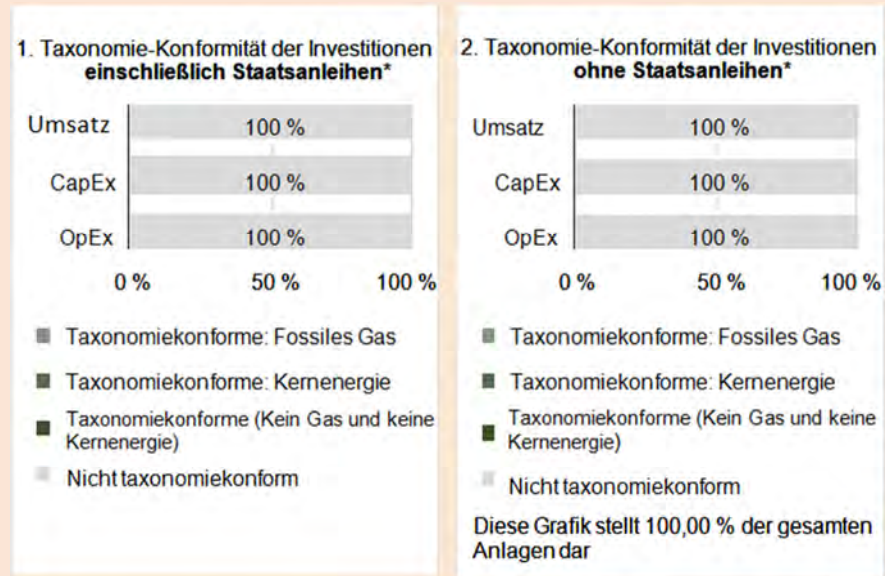 1. Taxonomie-Konformität der Investitionen
einschließlich Staatsanleihen*
Umsatz 100 %
CapEx 100 %
OpEx 100 %
0 % 50 % 100 %
Taxonomiekonforme: Fossiles Gas
Taxonomiekonforme: Kernenergie
Taxonomiekonforme (Kein Gas und keine
Kernenergie)
Nicht taxonomiekonform
2. Taxonomie-Konformität der Investitionen
ohne Staatsanleihen*
Umsatz 100 %
CapEx 100 %
OpEx 100 %
0 % 50 % 100 %
Taxonomiekonforme: Fossiles Gas
Taxonomiekonforme: Kernenergie
Taxonomiekonforme (Kein Gas und keine
Kernenergie)
Nicht taxonomiekonform
Diese Grafik stellt 100,00 % der gesamten
Anlagen dar